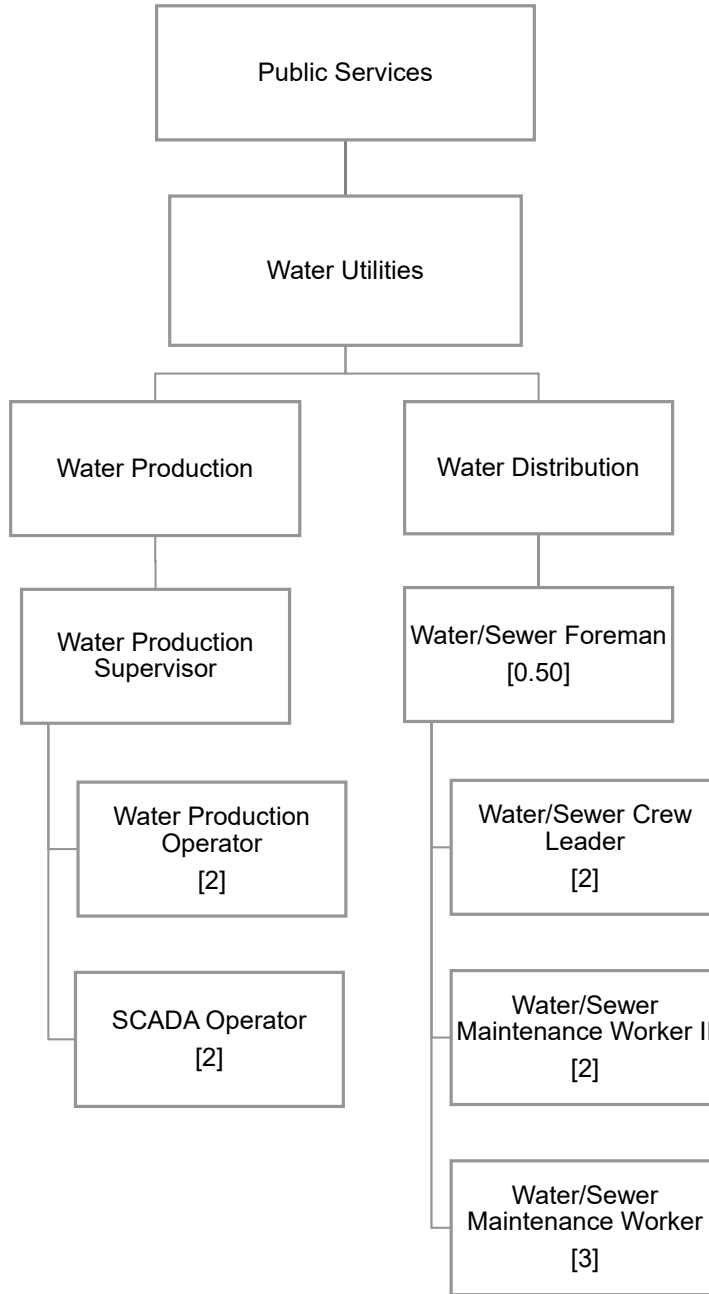 Public Services
Water Utilities
Water Production
Water Distribution
Water Production
Supervisor
Water/Sewer Foreman
[0.50]
Water Production
Operator
[2]
Water/Sewer Crew
Leader
[2]
SCADA Operator
[2]
Water/Sewer
Maintenance Worker II
[2]
Water/Sewer
Maintenance Worker
[3]